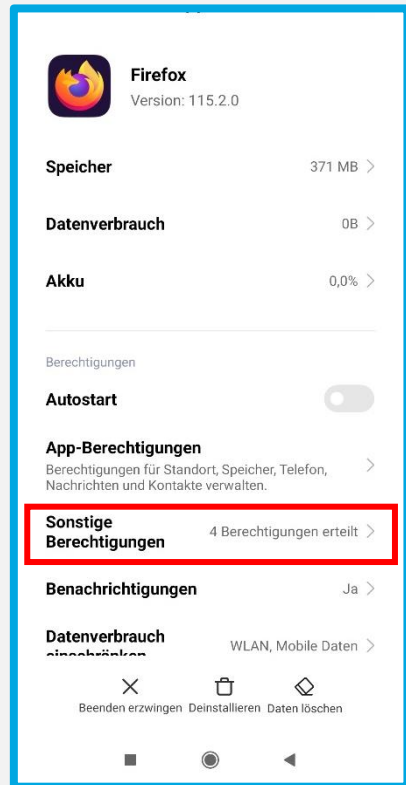 Firefox
Version: 115.2.0
Speicher 371 MB
Datenverbrauch 0B
Akku 0,0%
Berechtigungen
Autostart
App-Berechtigungen
Berechtigungen für Standort, Speicher, Telefon,
Nachrichten und Kontakte verwalten.
Sonstige
Berechtigungen 4 Berechtigungen erteilt
Benachrichtigungen Ja
Datenverbrauch
einschränken WLAN, Mobile Daten
Beenden erzwingen Deinstallieren Daten löschen